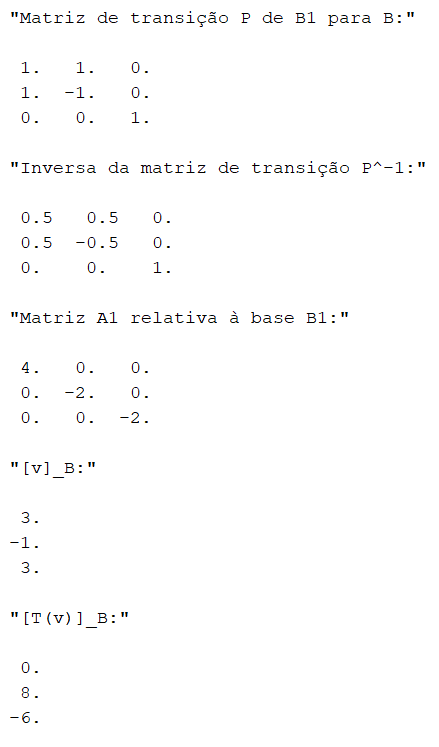 "Matriz de transição P de B1 para B:"
1. 1. 0.
1. -1. 0.
0. 0. 1.
"Inversa da matriz de transição P^-1:"
0.5 0.5 0.
0.5 -0.5 0.
0. 0. 1.
"Matriz A1 relativa à base B1:"
4. 0. 0.
0. -2. 0.
0. 0. -2.
"[v]_B:"
3.
-1.
3.
"[T(v)]_B:"
0.
8.
-6.